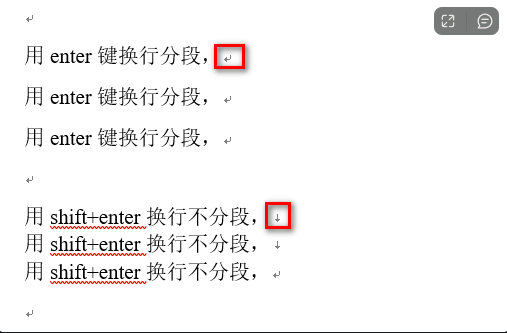 用 enter 键换行分段，↵
用 enter 键换行分段，↵
用 enter 键换行分段，↵
用 shift+enter 换行不分段，↓
用 shift+enter 换行不分段，↓
用 shift+enter 换行不分段，↵